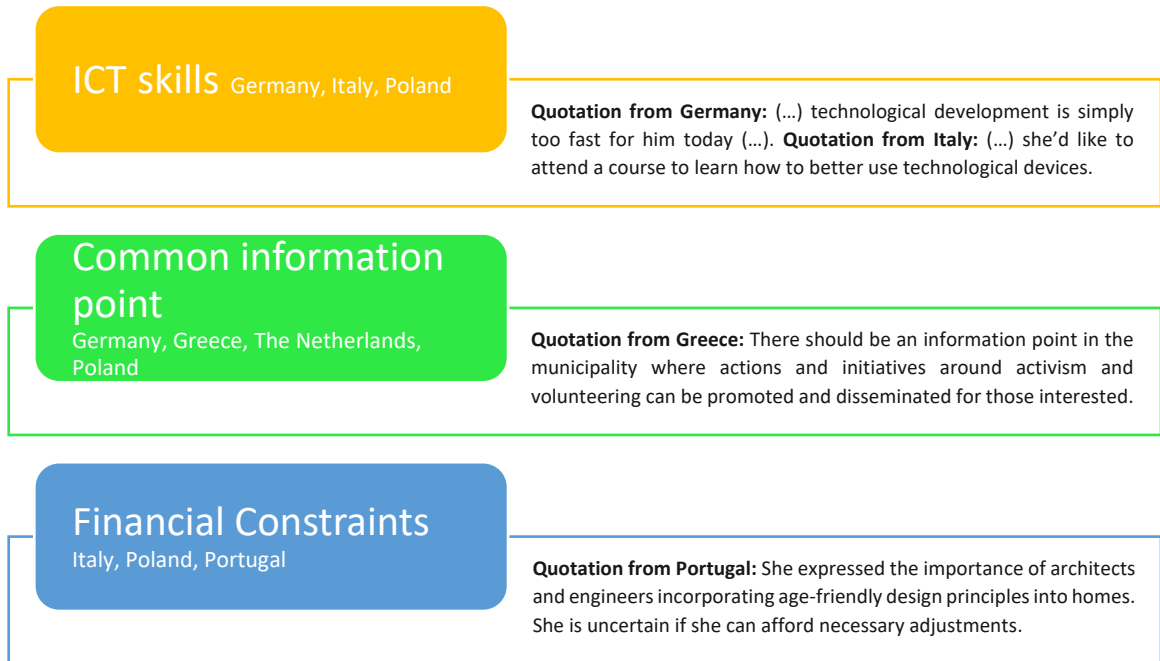 ICT skills Germany, Italy, Poland
Quotation from Germany: (...) technological development is simply
too fast for him today (...). Quotation from Italy: (...) she'd like to
attend a course to learn how to better use technological devices.
Common information
point
Germany, Greece, The Netherlands,
Poland
Quotation from Greece: There should be an information point in the
municipality where actions and initiatives around activism and
volunteering can be promoted and disseminated for those interested.
Financial Constraints
Italy, Poland, Portugal
Quotation from Portugal: She expressed the importance of architects
and engineers incorporating age-friendly design principles into homes.
She is uncertain if she can afford necessary adjustments.